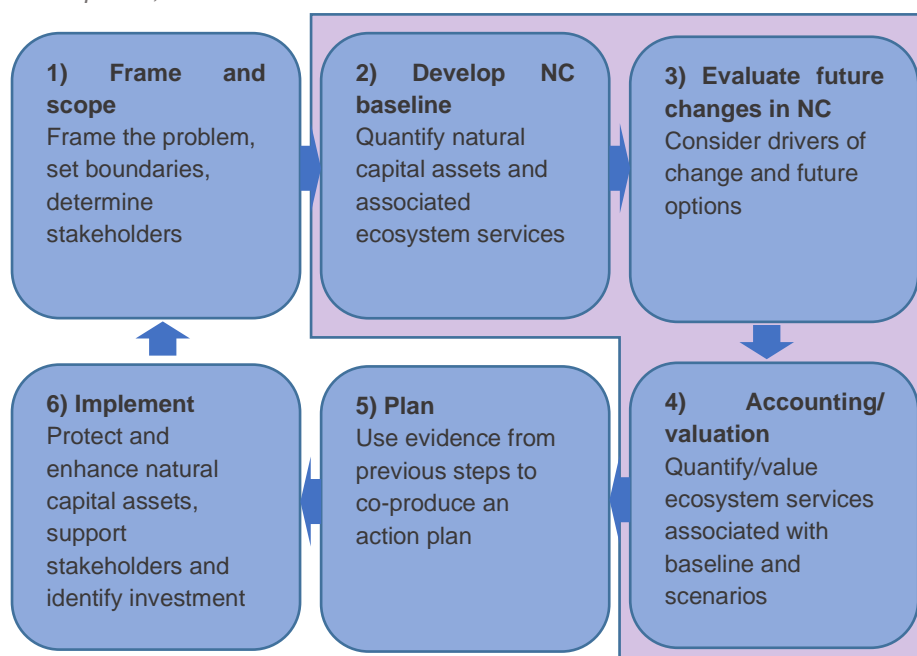 1) Frame and
scope
Frame the problem,
set boundaries,
determine
stakeholders
2) Develop NC
baseline
Quantify natural
capital assets and
associated
ecosystem services
3) Evaluate future
changes in NC
Consider drivers of
change and future
options
4) Accounting/
valuation
Quantify/value
ecosystem services
associated with
baseline and
scenarios
5) Plan
Use evidence from
previous steps to
co-produce an
action plan
6) Implement
Protect and
enhance natural
capital assets,
support
stakeholders and
identify investment